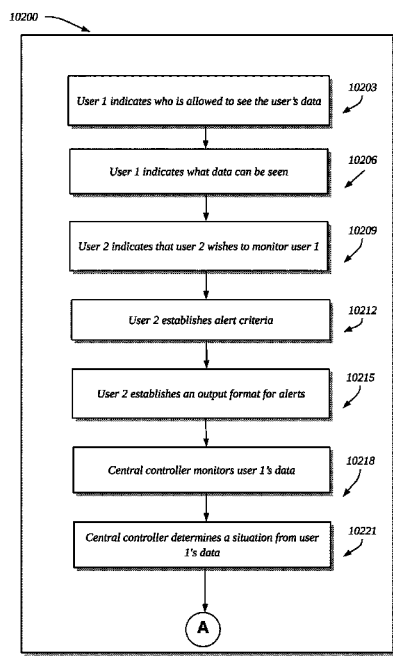 10200
User 1 indicates who is allowed to see the user's data
10203
User 1 indicates what data can be seen
10206
User 2 indicates that user 2 wishes to monitor user 1
10209
User 2 establishes alert criteria
10212
User 2 establishes an output format for alerts
10215
Central controller monitors user 1's data
10218
Central controller determines a situation from user
1's data
10221
A